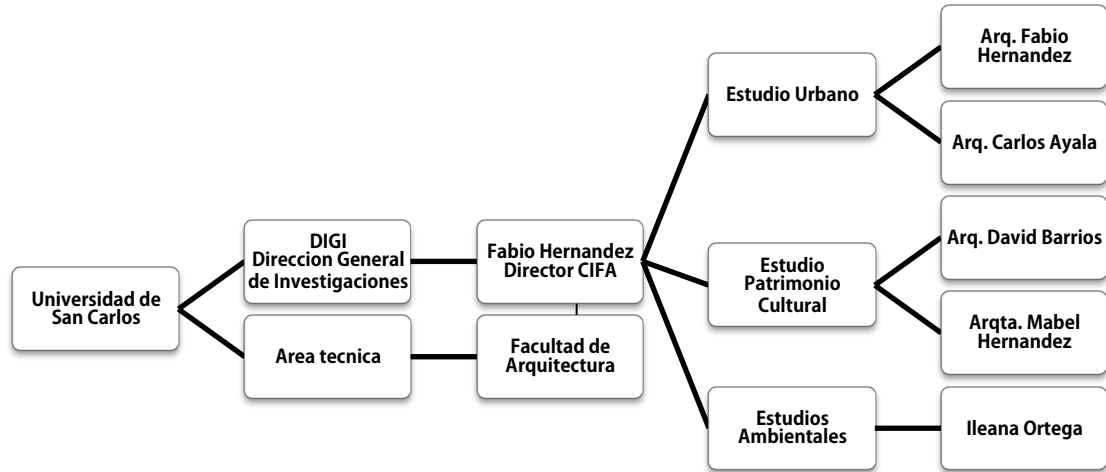 Universidad de
San Carlos
DIGI
Direccion General
de Investigaciones
Area tecnica
Fabio Hernandez
Director CIFA
Facultad de
Arquitectura
Estudio Urbano
Estudio
Patrimonio
Cultural
Estudios
Ambientales
Arq. Fabio
Hernandez
Arq. Carlos Ayala
Arq. David Barrios
Arqta. Mabel
Hernandez
Ileana Ortega